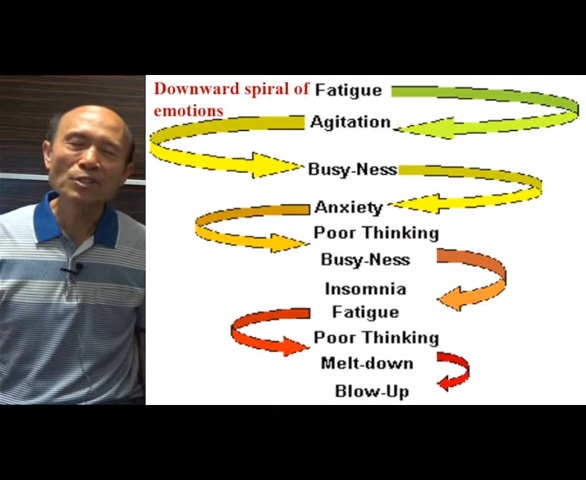 Downward spiral of
emotions
Fatigue
Agitation
Busy-Ness
Anxiety
Poor Thinking
Busy-Ness
Insomnia
Fatigue
Poor Thinking
Melt-down
Blow-Up